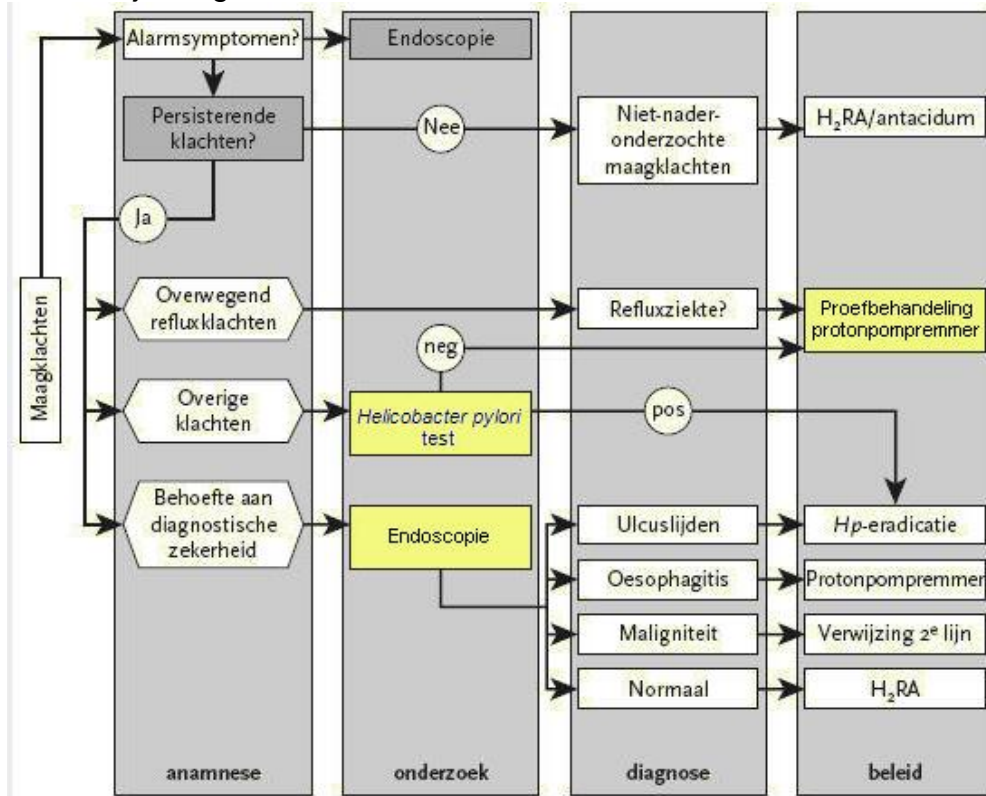 Alarmsymptomen?
Endoscopie
Persisterende
klachten?
Nee
Niet-nader-
onderzochte
maagklachten
H₂RA/antacidum
Ja
Maagklachten
Overwegend
refluxklachten
Refluxziekte?
Proefbehandeling
protonpompremmer
neg
Overige
klachten
Helicobacter pylori
test
pos
Behoefte aan
diagnostische
zekerheid
Endoscopie
Ulcuslijden
Hp-eradicatie
Oesophagitis
Protonpompremmer
Maligniteit
Verwijzing 2ᵉ lijn
Normaal
H₂RA
anamnese
onderzoek
diagnose
beleid